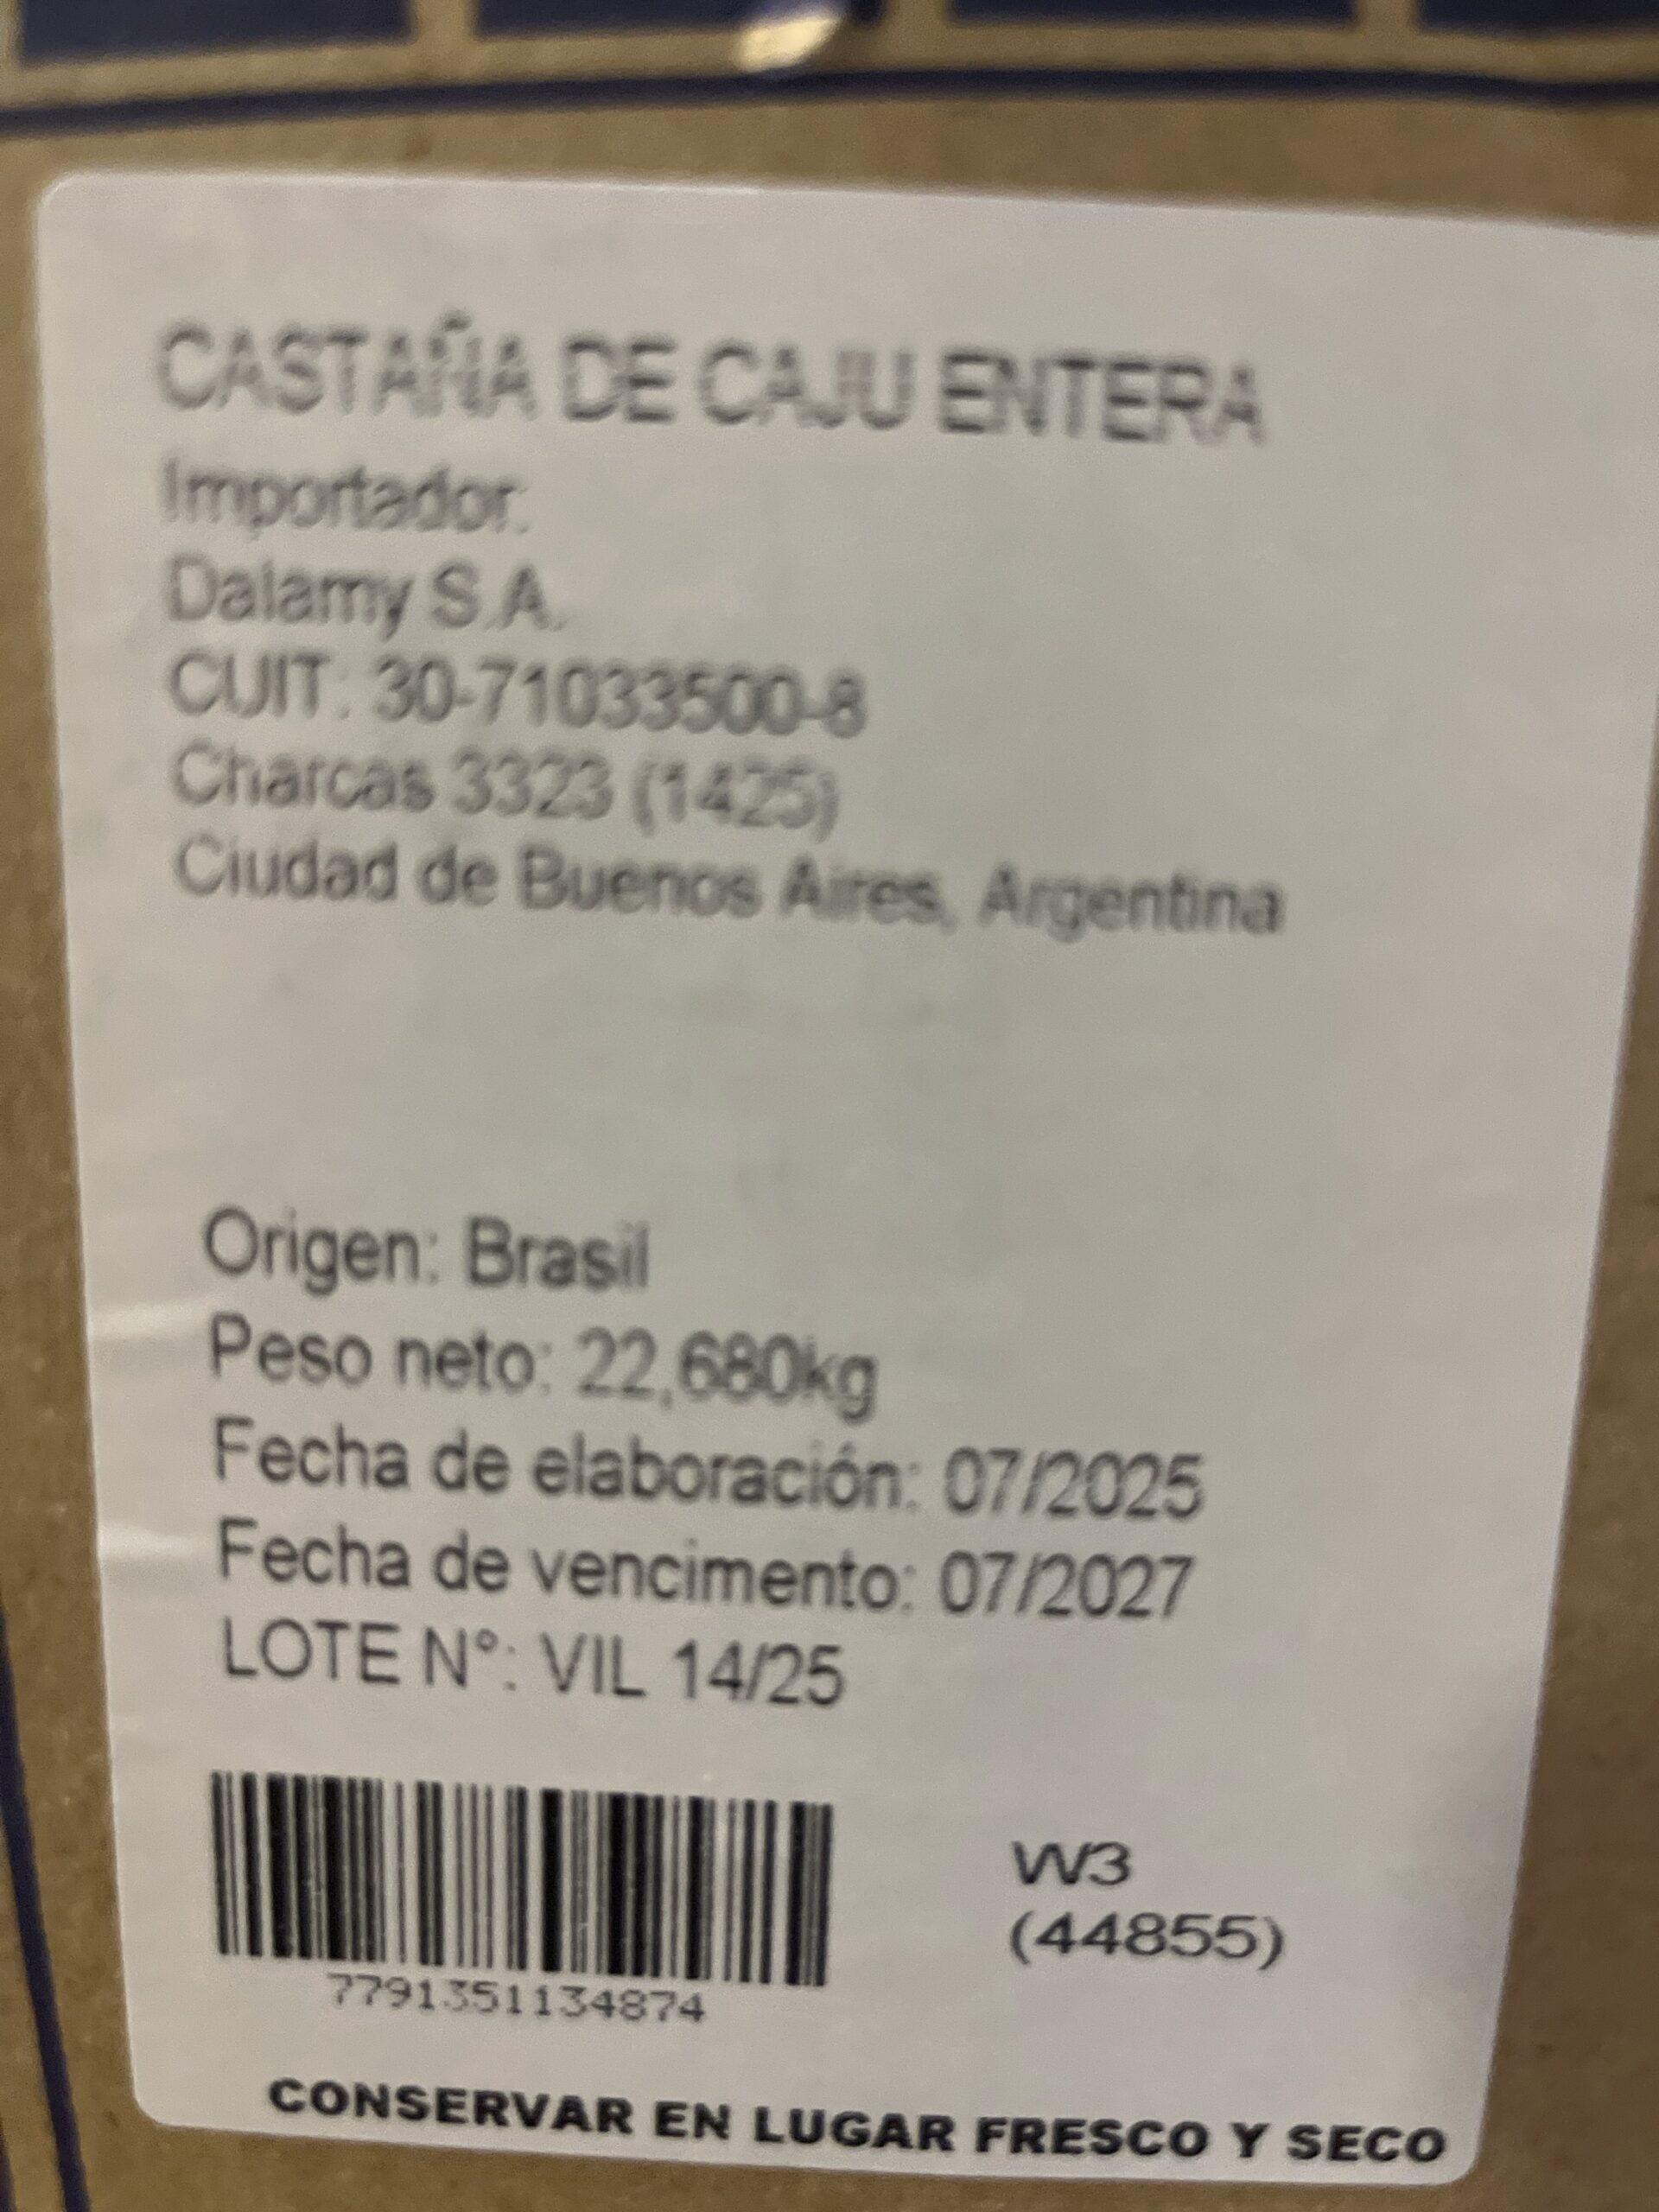 CASTAÑA DE CAJU ENTERA
Importador:
Dalamy S.A.
CUIT: 30-71033500-8
Charcas 3323 (1425)
Ciudad de Buenos Aires, Argentina
Origen: Brasil
Peso neto: 22,680kg
Fecha de elaboración: 07/2025
Fecha de vencimento: 07/2027
LOTE N°: VIL 14/25
7791351134874
W3
(44855)
CONSERVAR EN LUGAR FRESCO Y SECO